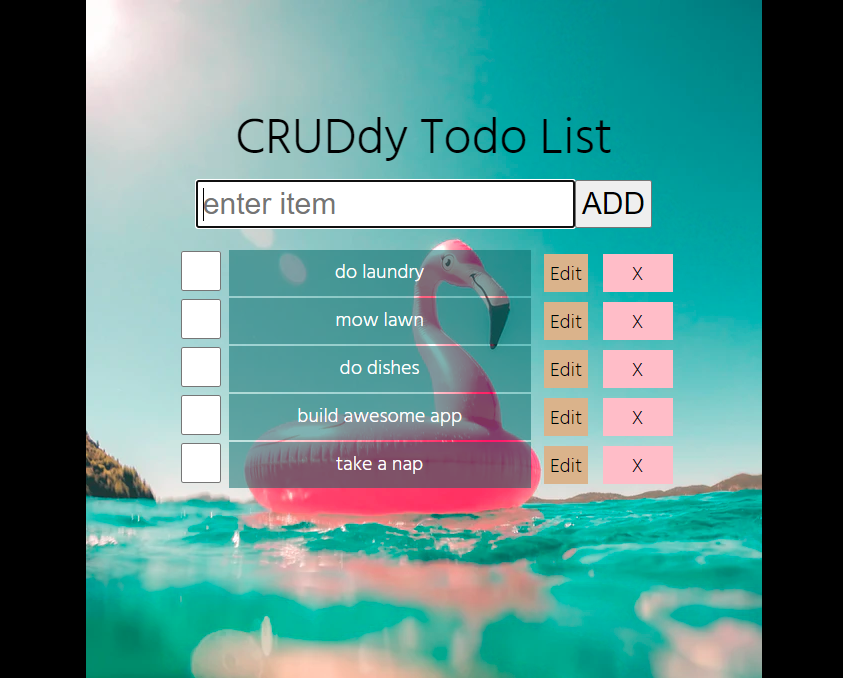 CRUDdy Todo List
enter item ADD
do laundry Edit X
mow lawn Edit X
do dishes Edit X
build awesome app Edit X
take a nap Edit X